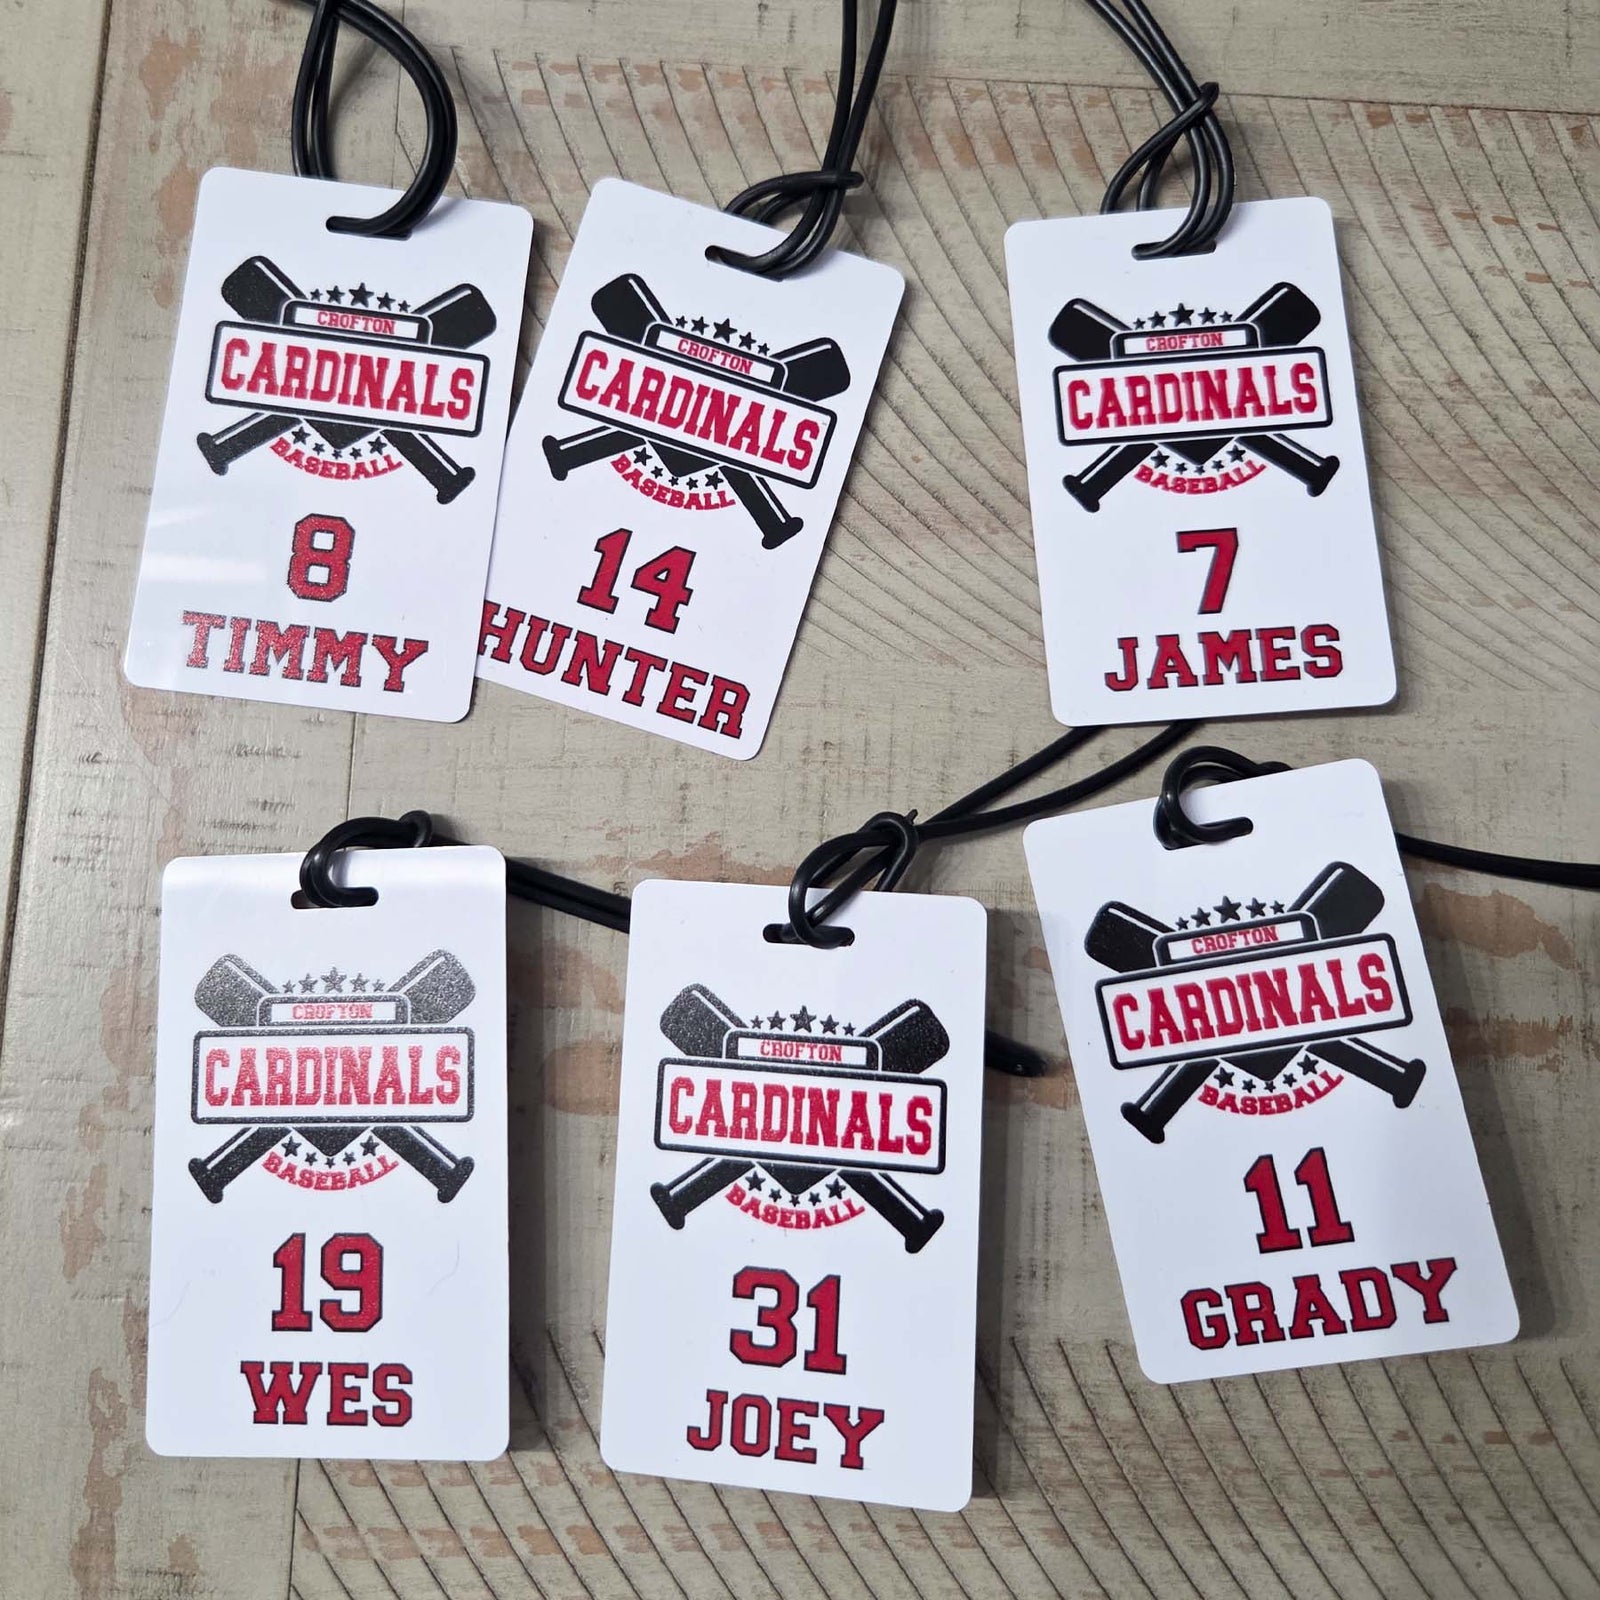 CROFTON
CARDINALS
BASEBALL
8
TIMMY
CROFTON
CARDINALS
BASEBALL
14
HUNTER
CROFTON
CARDINALS
BASEBALL
7
JAMES
CROFTON
CARDINALS
BASEBALL
19
WES
CROFTON
CARDINALS
BASEBALL
31
JOEY
CROFTON
CARDINALS
BASEBALL
11
GRADY